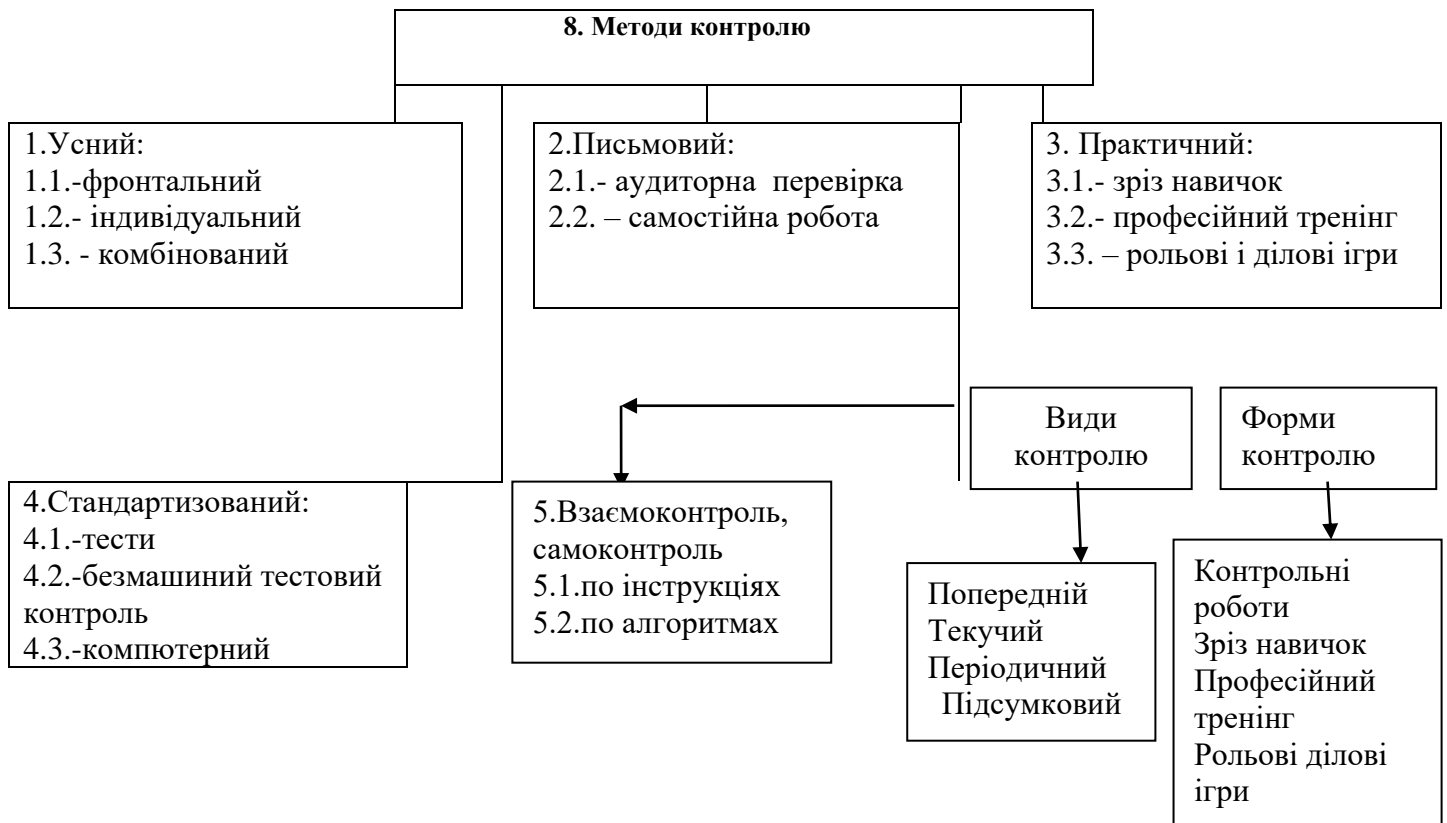 8. Методи контролю
1.Усний:
1.1.-фронтальний
1.2.- індивідуальний
1.3. - комбінований
2.Письмовий:
2.1.- аудиторна перевірка
2.2. – самостійна робота
3. Практичний:
3.1.- зріз навичок
3.2.- професійний тренінг
3.3. – рольові і ділові ігри
4.Стандартизований:
4.1.-тести
4.2.-безмашиний тестовий
контроль
4.3.-компютерний
5.Взаємоконтроль,
самоконтроль
5.1.по інструкціях
5.2.по алгоритмах
Види
контролю
Попередній
Текучий
Періодичний
Підсумковий
Форми
контролю
Контрольні
роботи
Зріз навичок
Професійний
тренінг
Рольові ділові
ігри